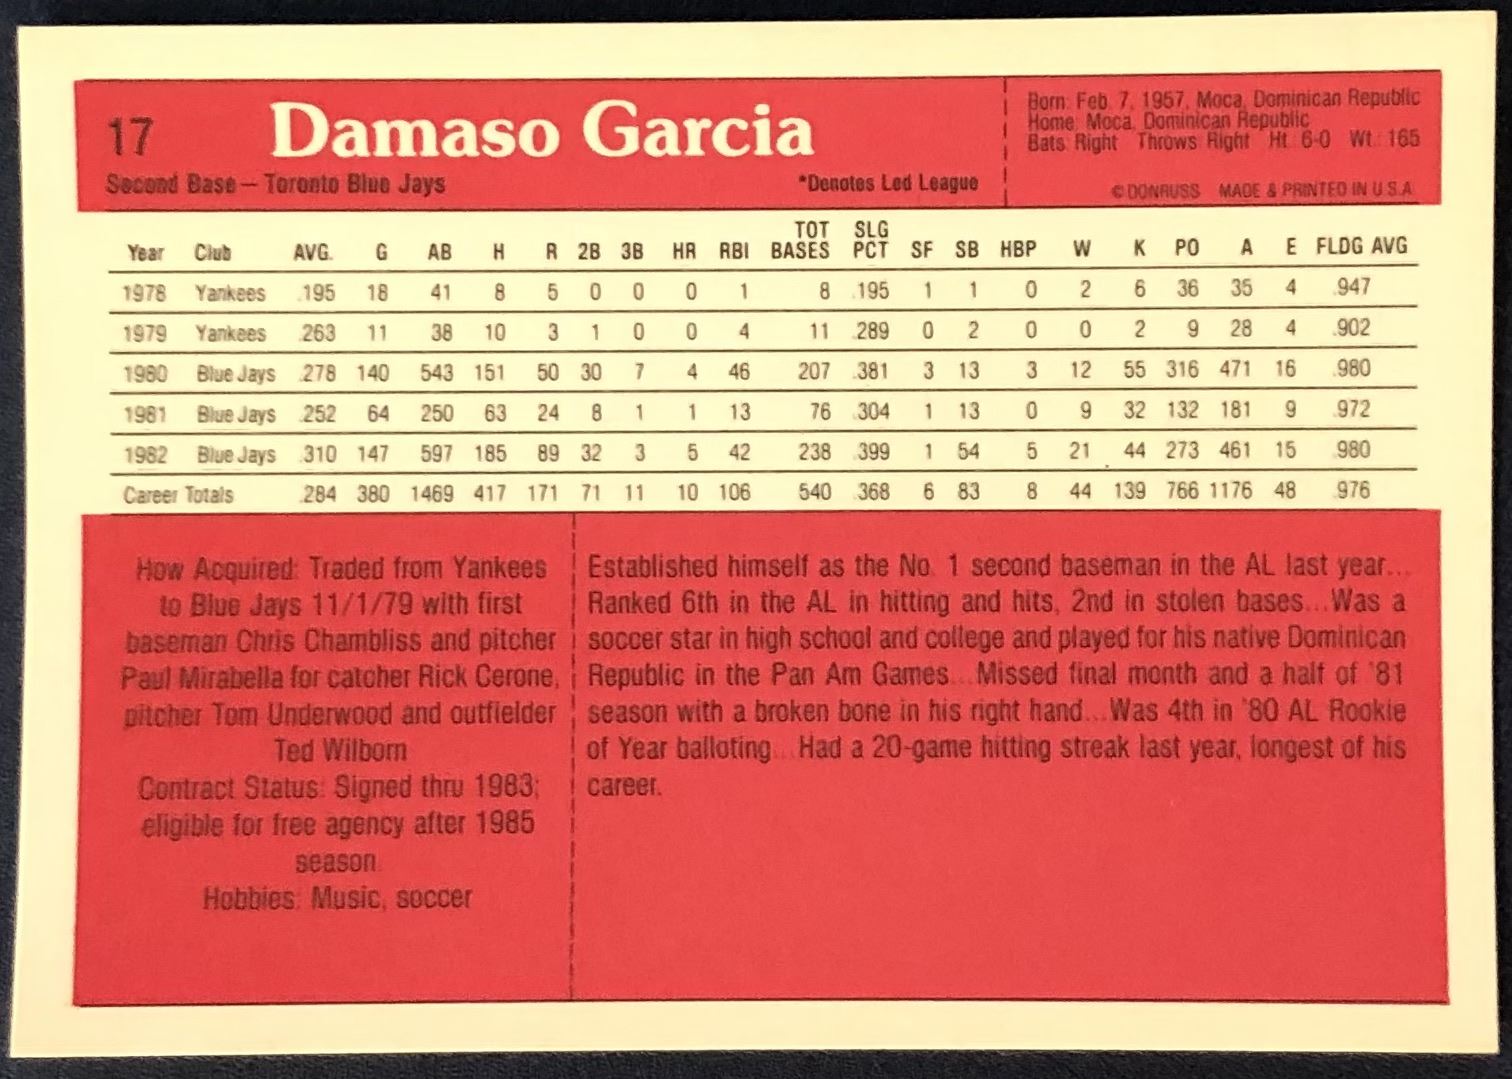 17 Damaso Garcia
Second Base – Toronto Blue Jays *Denotes Led League
Born: Feb. 7, 1957, Moca, Dominican Republic
Home: Moca, Dominican Republic
Bats: Right Throws: Right Ht: 6-0 Wt.: 165
© DONRUSS MADE & PRINTED IN U.S.A.
Year Club AVG. G AB H R 2B 3B HR RBI TOT BASES SLG PCT SF SB HBP W K PO A E FLDG AVG
1978 Yankees .195 18 41 8 5 0 0 0 1 8 .195 1 1 0 2 6 36 35 4 .947
1979 Yankees .263 11 38 10 3 1 0 0 4 11 .289 0 2 0 0 2 9 28 4 .902
1980 Blue Jays .278 140 543 151 50 30 7 4 46 207 .381 3 13 3 12 55 316 471 16 .980
1981 Blue Jays .252 64 250 63 24 8 1 1 13 76 .304 1 13 0 9 32 132 181 9 .972
1982 Blue Jays .310 147 597 185 89 32 3 5 42 238 .399 1 54 5 21 44 273 461 15 .980
Career Totals .284 380 1469 417 171 71 11 10 106 540 .368 6 83 8 44 139 766 1176 48 .976
How Acquired: Traded from Yankees
to Blue Jays 11/1/79 with first
baseman Chris Chambliss and pitcher
Paul Mirabella for catcher Rick Cerone,
pitcher Tom Underwood and outfielder
Ted Wilborn
Contract Status: Signed thru 1983;
eligible for free agency after 1985
season.
Hobbies: Music, soccer
Established himself as the No. 1 second baseman in the AL last year...
Ranked 6th in the AL in hitting and hits, 2nd in stolen bases...Was a
soccer star in high school and college and played for his native Dominican
Republic in the Pan Am Games...Missed final month and a half of '81
season with a broken bone in his right hand...Was 4th in '80 AL Rookie
of Year balloting...Had a 20-game hitting streak last year, longest of his
career.